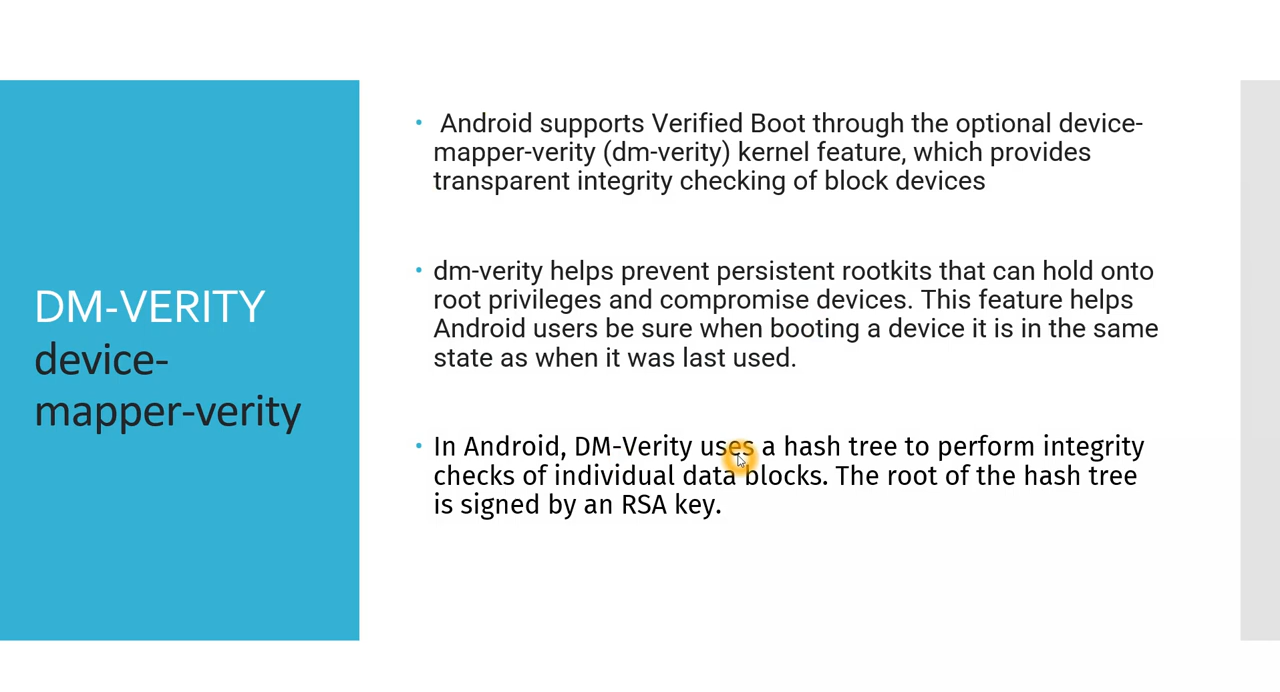 DM-VERITY
device-
mapper-verity
• Android supports Verified Boot through the optional device-
mapper-verity (dm-verity) kernel feature, which provides
transparent integrity checking of block devices
• dm-verity helps prevent persistent rootkits that can hold onto
root privileges and compromise devices. This feature helps
Android users be sure when booting a device it is in the same
state as when it was last used.
• In Android, DM-Verity uses a hash tree to perform integrity
checks of individual data blocks. The root of the hash tree
is signed by an RSA key.